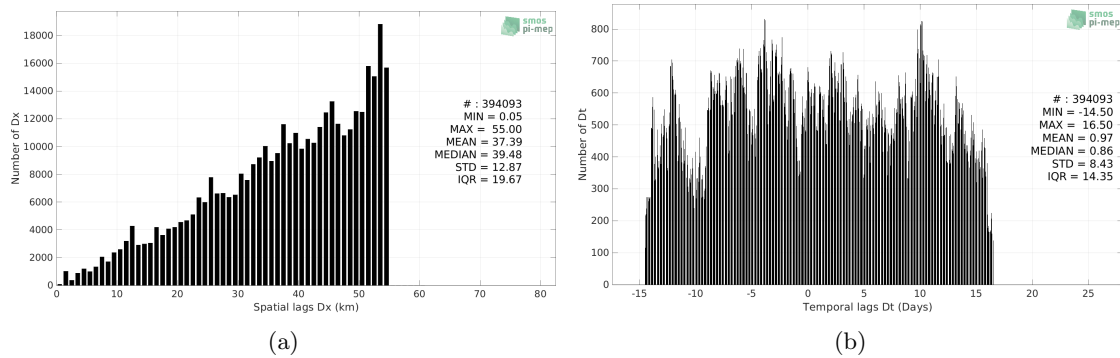 smos
pi-mep
18000
16000
14000
12000
10000
8000
6000
4000
2000
0
Number of Dx
# : 394093
MIN = 0.05
MAX = 55.00
MEAN = 37.39
MEDIAN = 39.48
STD = 12.87
IQR = 19.67
0 10 20 30 40 50 60 70 80
Spatial lags Dx (km)
(a)
smos
pi-mep
800
700
600
500
400
300
200
100
0
Number of Dt
# : 394093
MIN = -14.50
MAX = 16.50
MEAN = 0.97
MEDIAN = 0.86
STD = 8.43
IQR = 14.35
-15 -10 -5 0 5 10 15 20 25
Temporal lags Dt (Days)
(b)